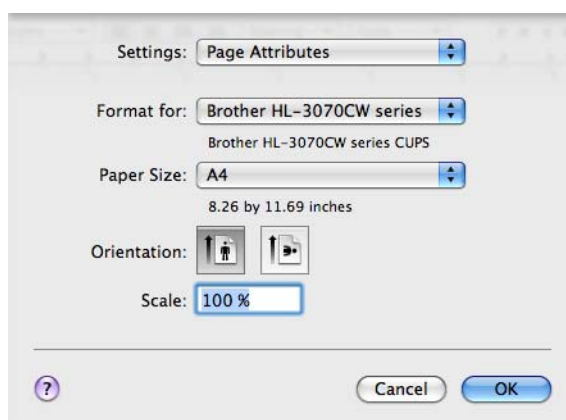 Settings: Page Attributes
Format for: Brother HL-3070CW series
Brother HL-3070CW series CUPS
Paper Size: A4
8.26 by 11.69 inches
Orientation:
Scale: 100 %
? Cancel OK